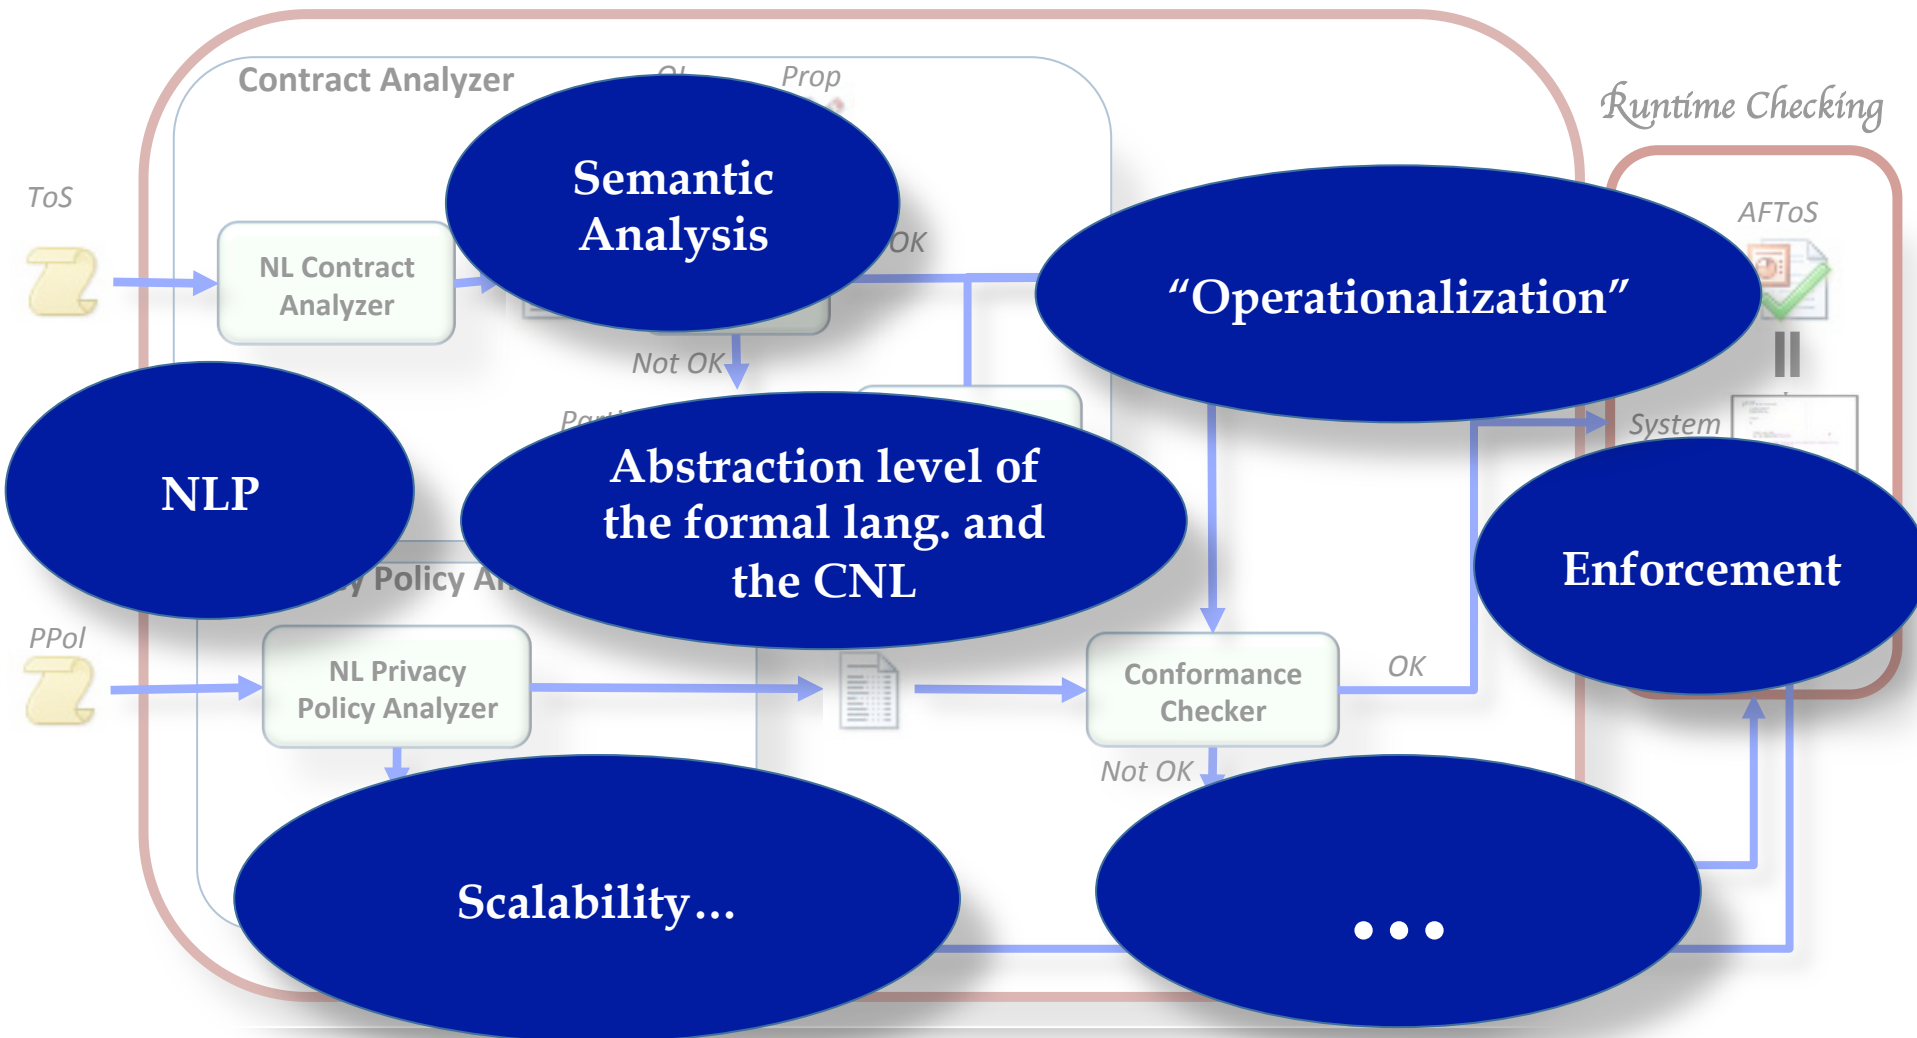 Contract Analyzer
Prop
Runtime Checking
Semantic
Analysis
ToS
AFToS
OK
NL Contract
Analyzer
“Operationalization”
Not OK
System
Abstraction level of
the formal lang. and
the CNL
NLP
Enforcement
Policy
PPol
NL Privacy
Policy Analyzer
Conformance
Checker
OK
Not OK
Scalability…
...